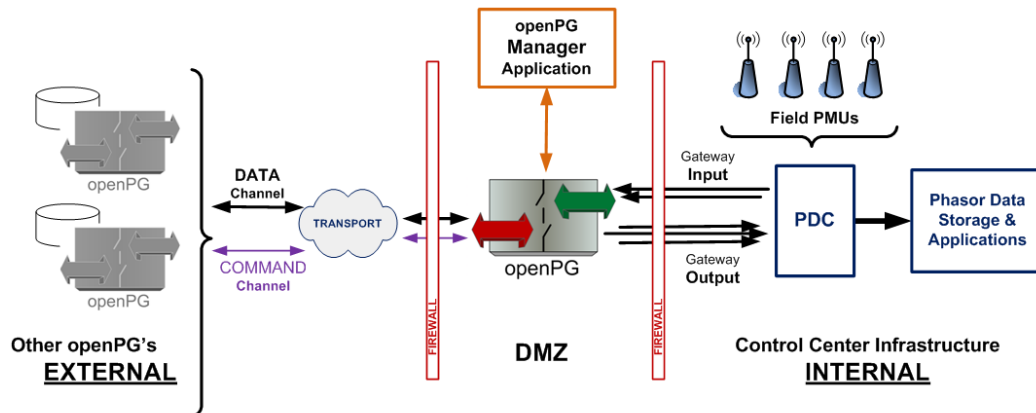 openPG
openPG
Other openPG's
EXTERNAL
DATA
Channel
COMMAND
Channel
TRANSPORT
FIREWALL
openPG
Manager
Application
openPG
DMZ
FIREWALL
Field PMUs
Gateway
Input
Gateway
Output
PDC
Phasor Data
Storage &
Applications
Control Center Infrastructure
INTERNAL